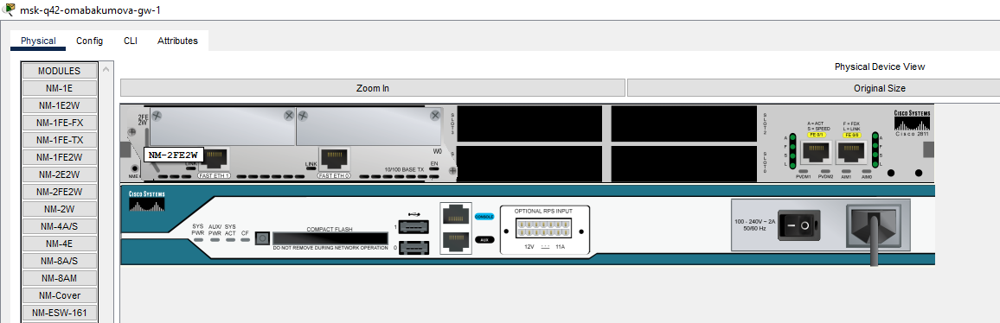 msk-q42-omabakumova-gw-1
Physical Config CLI Attributes
MODULES
NM-1E
NM-1E2W
NM-1FE-FX
NM-1FE-TX
NM-1FE2W
NM-2E2W
NM-2FE2W
NM-2W
NM-4A/S
NM-4E
NM-8A/S
NM-8AM
NM-Cover
NM-ESW-161
Physical Device View
Zoom In Original Size
2FE
2W
NM-2FE2W
W0
LINK
FAST ETH 1
LINK
FAST ETH 0
EN
10/100 BASE TX
SLOT
SLOT
A = ACT
S = SPEED
F = FDX
L = LINK
FE 0/1
FE 0/0
A
F
S
L
A
F
S
L
PVDM1 PVDM2 AIM1 AIM0
CISCO SYSTEMS
Cisco 2811
CISCO SYSTEMS
SYS
PWR
AUX/
PWR
SYS
ACT
CF
COMPACT FLASH
DO NOT REMOVE DURING NETWORK OPERATION
1
0
CONSOLE
AUX
OPTIONAL RPS INPUT
12V 11A
100 - 240V ~ 2A
50/60 Hz